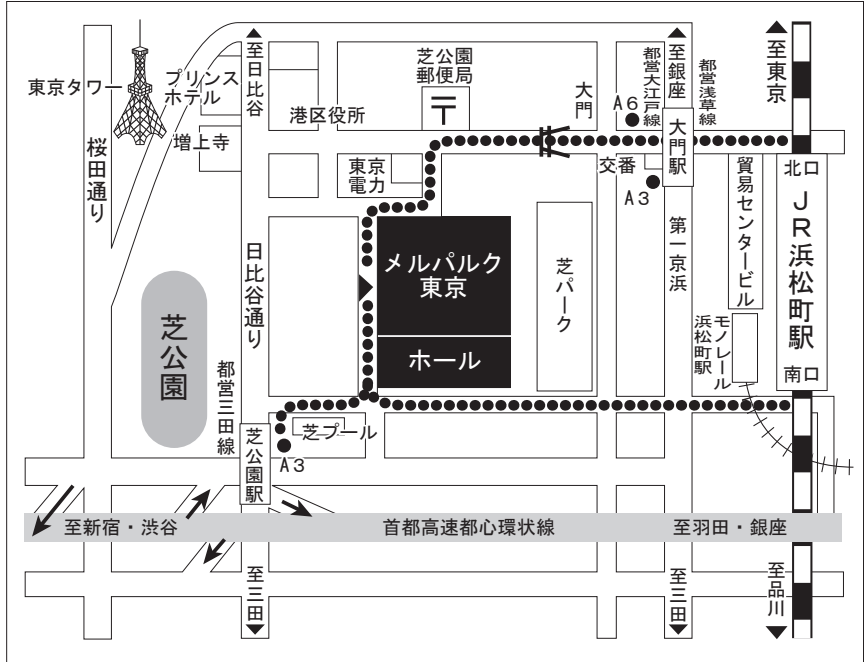 東京タワー
プリンス
ホテル
増上寺
桜田通り
至日比谷
港区役所
芝公園
郵便局
〒
大門
A6
都営大江戸線
至銀座
都営浅草線
至東京
大門駅
交番
A3
東京
電力
北口
JR浜松町駅
南口
貿易センタービル
モノレール
浜松町駅
第一京浜
芝パーク
メルパルク
東京
ホール
日比谷通り
芝公園
都営三田線
芝公園駅
芝プール
A3
至新宿・渋谷
首都高速都心環状線
至羽田・銀座
至三田
至三田
至品川